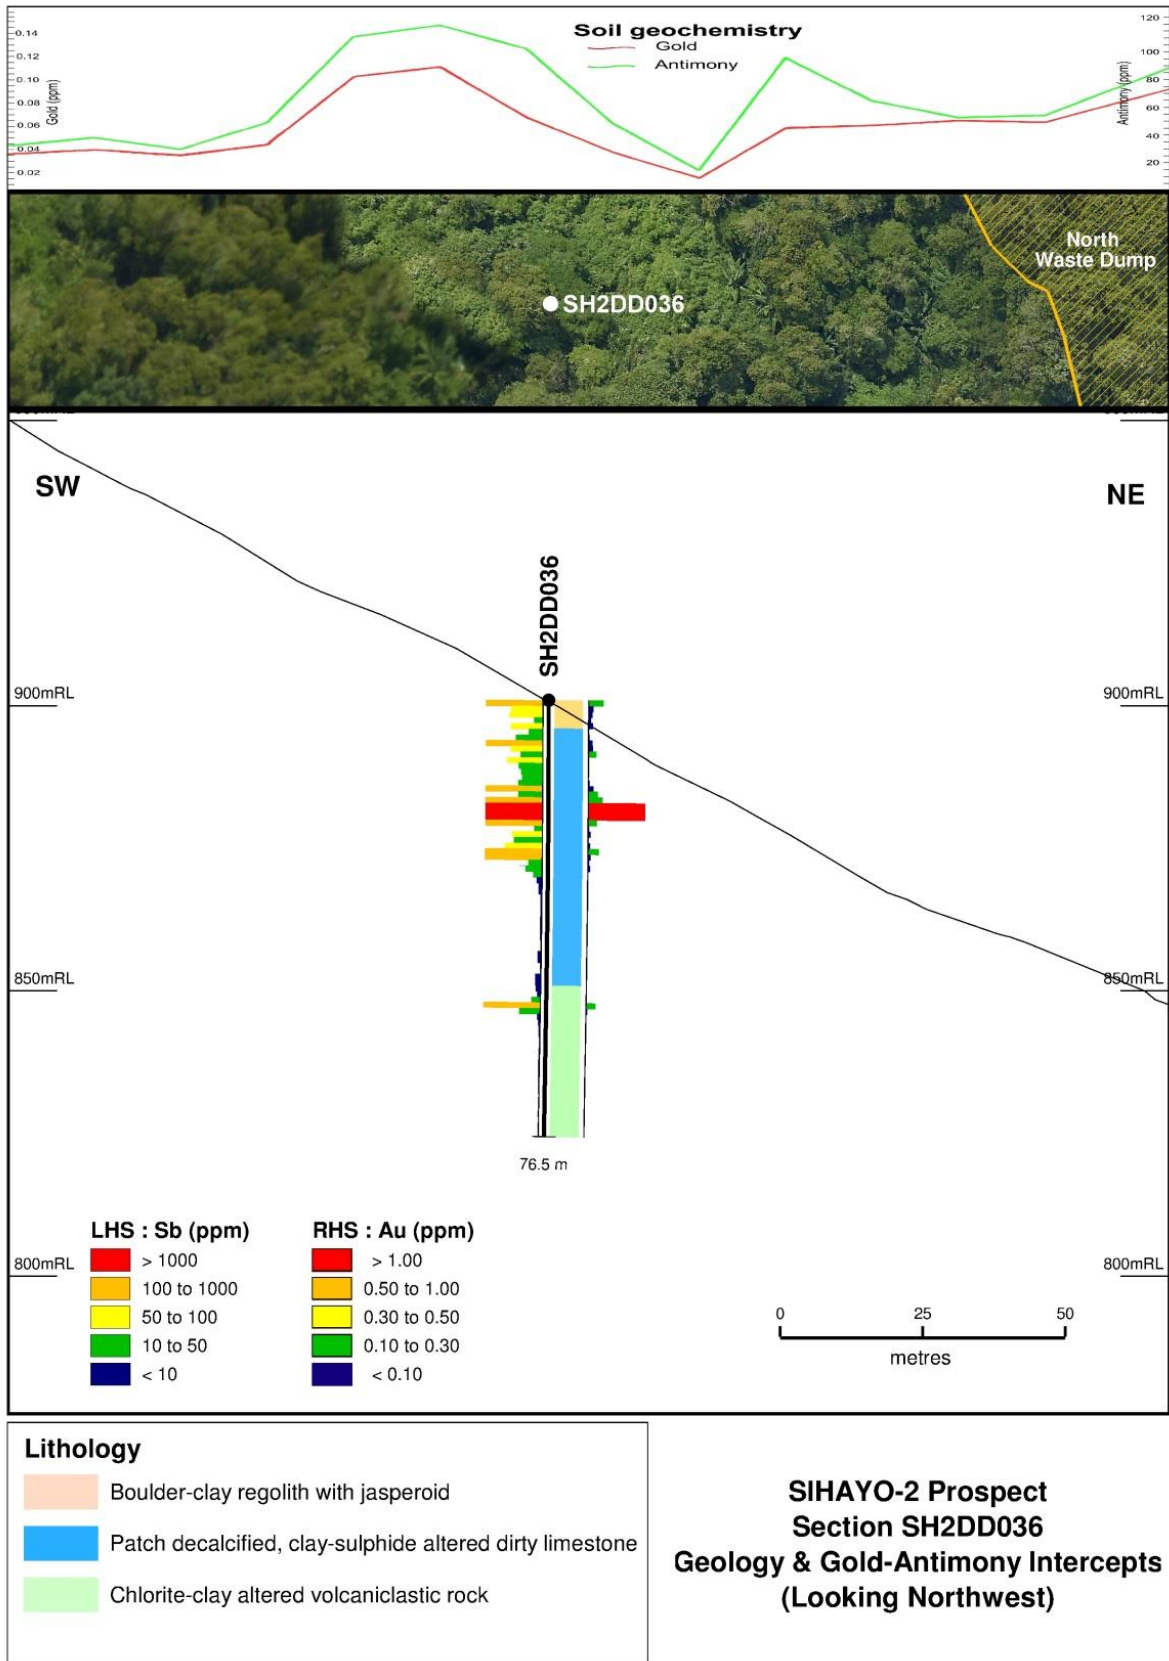 Soil geochemistry
Gold
Antimony
0.14
0.12
0.10
0.08
0.06
0.04
0.02
Gold (ppm)
120
100
80
60
40
20
Antimony (ppm)
North
Waste Dump
SH2DD036
SW
NE
SH2DD036
900mRL
900mRL
850mRL
850mRL
76.5 m
800mRL
800mRL
LHS : Sb (ppm)
> 1000
100 to 1000
50 to 100
10 to 50
< 10
RHS : Au (ppm)
> 1.00
0.50 to 1.00
0.30 to 0.50
0.10 to 0.30
< 0.10
0 25 50
metres
Lithology
Boulder-clay regolith with jasperoid
Patch decalcified, clay-sulphide altered dirty limestone
Chlorite-clay altered volcaniclastic rock
SIHAYO-2 Prospect
Section SH2DD036
Geology & Gold-Antimony Intercepts
(Looking Northwest)